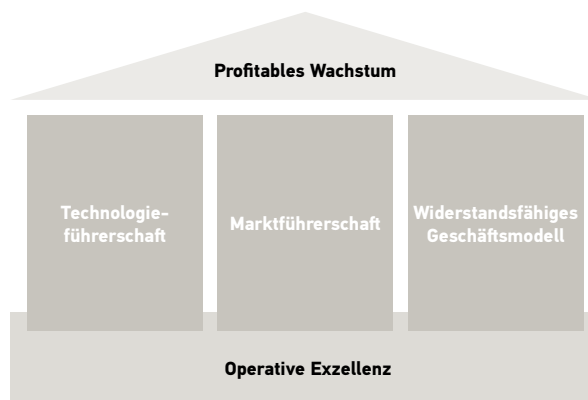 Profitables Wachstum
Technologie-
führerschaft
Marktführerschaft
Widerstandsfähiges
Geschäftsmodell
Operative Exzellenz